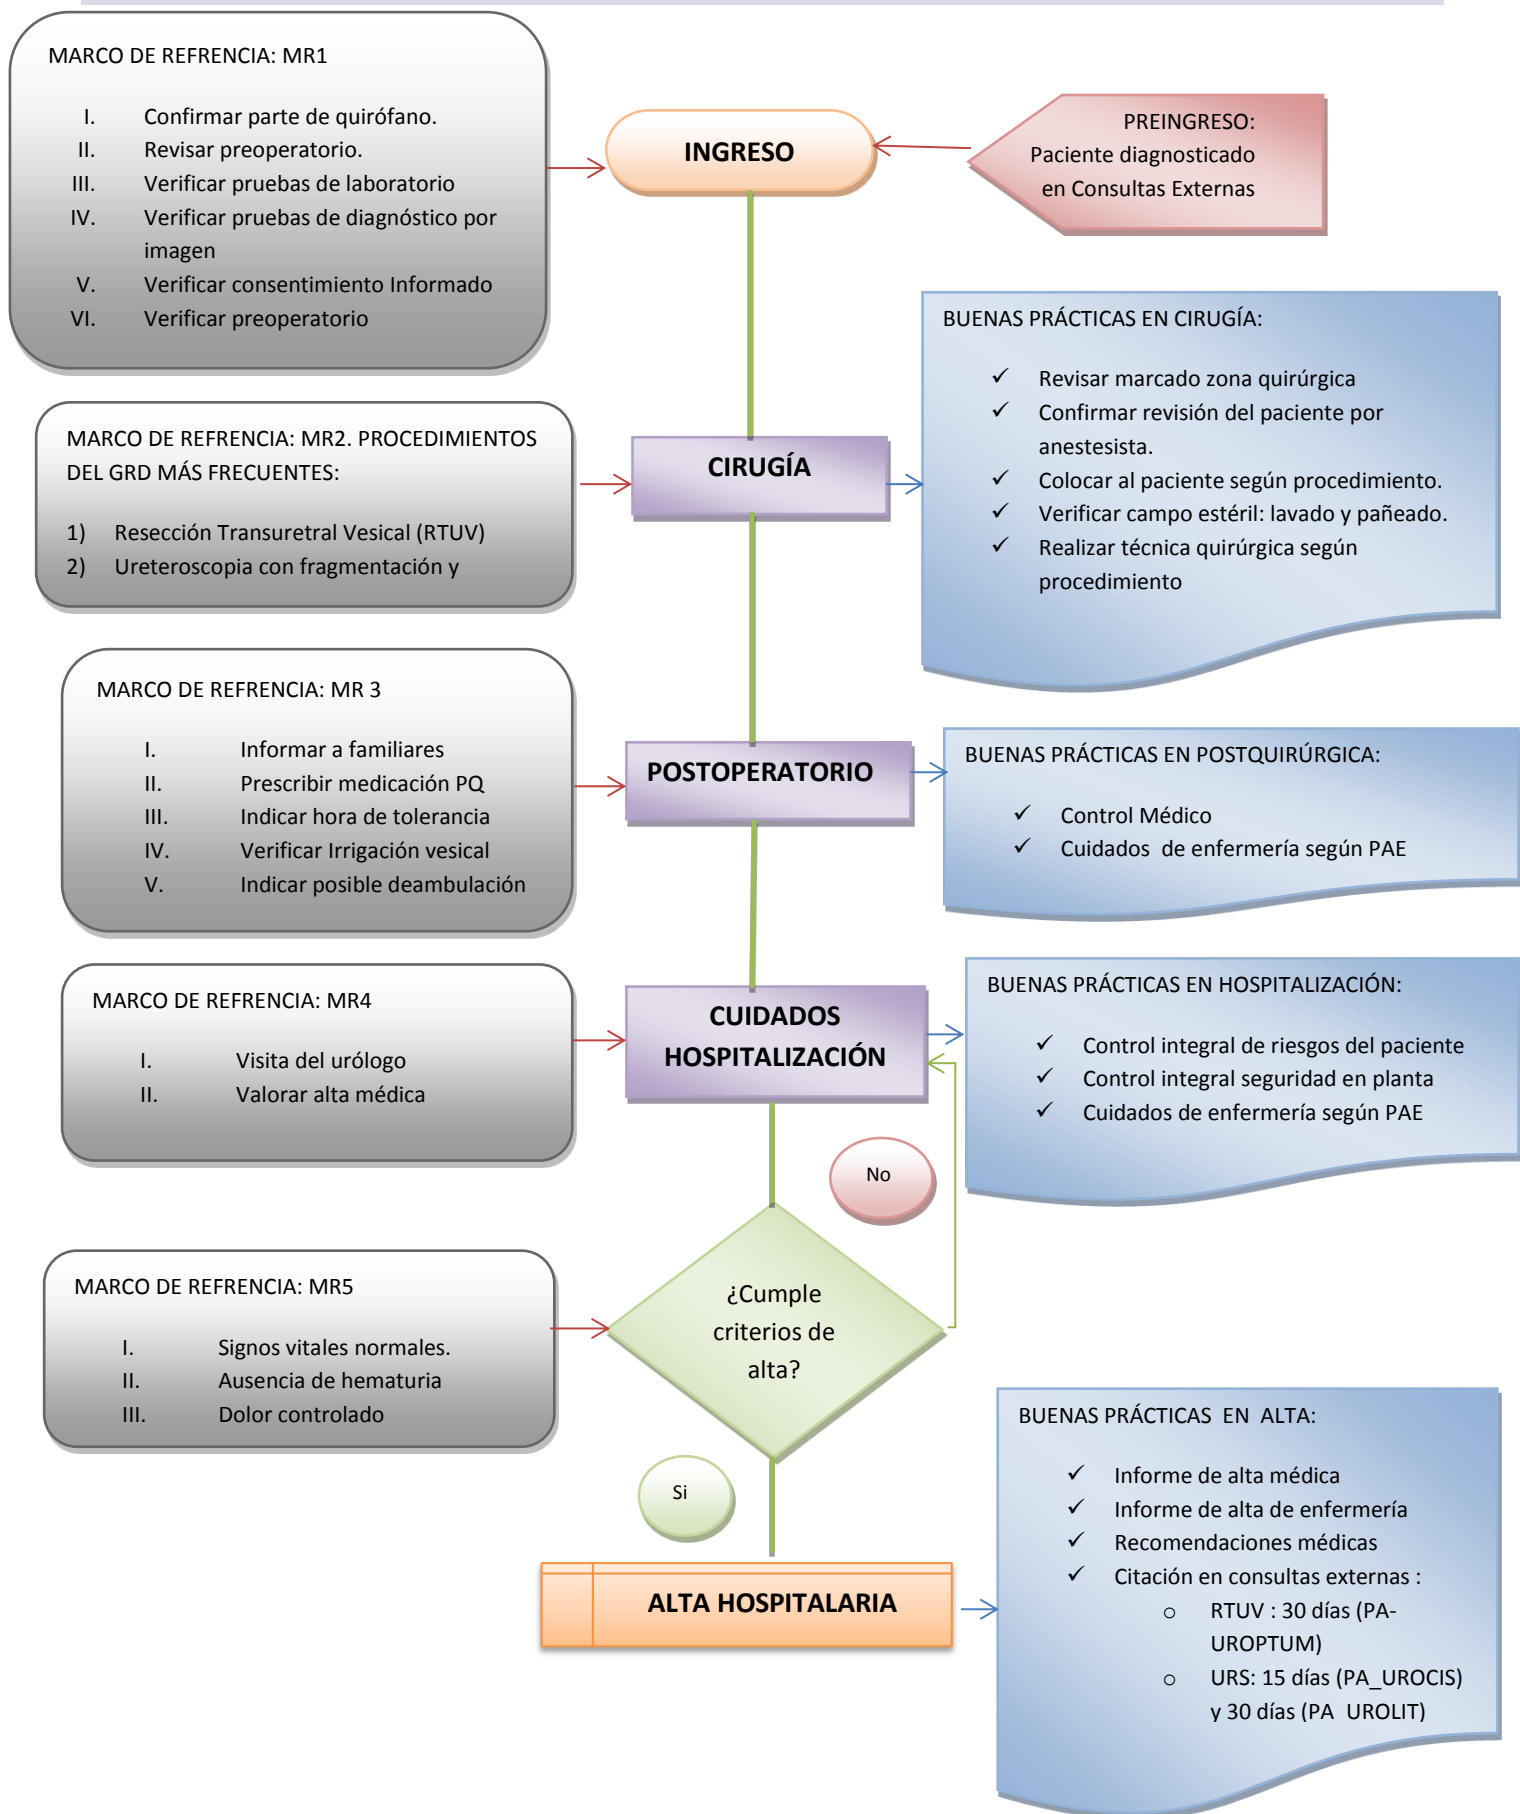 MARCO DE REFRENCIA: MR1
I. Confirmar parte de quirófano.
II. Revisar preoperatorio.
III. Verificar pruebas de laboratorio
IV. Verificar pruebas de diagnóstico por
imagen
V. Verificar consentimiento Informado
VI. Verificar preoperatorio
INGRESO
PREINGRESO:
Paciente diagnosticado
en Consultas Externas
MARCO DE REFRENCIA: MR2. PROCEDIMIENTOS
DEL GRD MÁS FRECUENTES:
1) Resección Transuretral Vesical (RTUV)
2) Ureteroscopia con fragmentación y
CIRUGÍA
BUENAS PRÁCTICAS EN CIRUGÍA:
✓ Revisar marcado zona quirúrgica
✓ Confirmar revisión del paciente por
anestesista.
✓ Colocar al paciente según procedimiento.
✓ Verificar campo estéril: lavado y pañeado.
✓ Realizar técnica quirúrgica según
procedimiento
MARCO DE REFRENCIA: MR 3
I. Informar a familiares
II. Prescribir medicación PQ
III. Indicar hora de tolerancia
IV. Verificar Irrigación vesical
V. Indicar posible deambulación
POSTOPERATORIO
BUENAS PRÁCTICAS EN POSTQUIRÚRGICA:
✓ Control Médico
✓ Cuidados de enfermería según PAE
MARCO DE REFRENCIA: MR4
I. Visita del urólogo
II. Valorar alta médica
CUIDADOS
HOSPITALIZACIÓN
BUENAS PRÁCTICAS EN HOSPITALIZACIÓN:
✓ Control integral de riesgos del paciente
✓ Control integral seguridad en planta
✓ Cuidados de enfermería según PAE
No
MARCO DE REFRENCIA: MR5
I. Signos vitales normales.
II. Ausencia de hematuria
III. Dolor controlado
¿Cumple
criterios de
alta?
Si
ALTA HOSPITALARIA
BUENAS PRÁCTICAS EN ALTA:
✓ Informe de alta médica
✓ Informe de alta de enfermería
✓ Recomendaciones médicas
✓ Citación en consultas externas :
o RTUV : 30 días (PA-
UROPTUM)
o URS: 15 días (PA_UROCIS)
y 30 días (PA UROLIT)